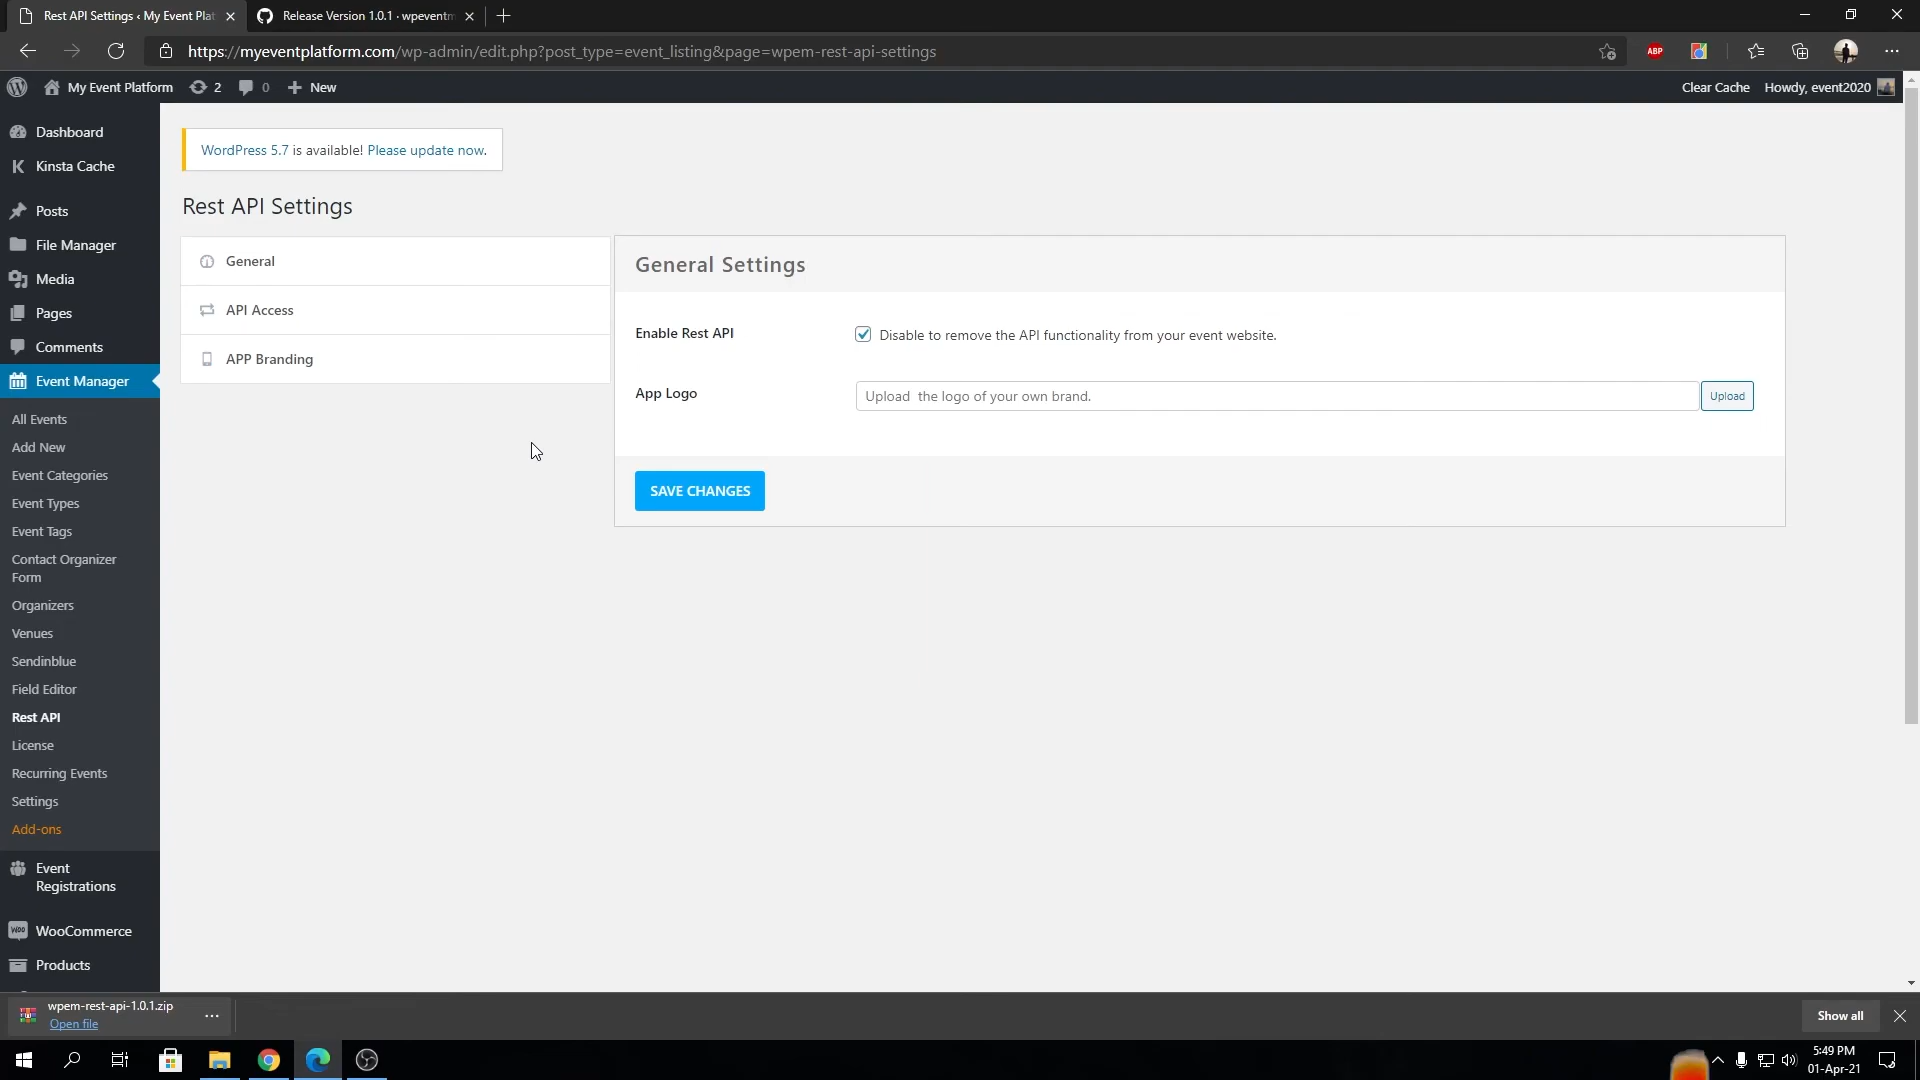 Rest API Settings ‹ My Event Plat
Release Version 1.0.1 · wpeventm
https://myeventplatform.com/wp-admin/edit.php?post_type=event_listing&page=wpem-rest-api-settings
ABP
My Event Platform
2
0
New
Clear Cache
Howdy, event2020
Dashboard
Kinsta Cache
Posts
File Manager
Media
Pages
Comments
Event Manager
All Events
Add New
Event Categories
Event Types
Event Tags
Contact Organizer
Form
Organizers
Venues
Sendinblue
Field Editor
Rest API
License
Recurring Events
Settings
Add-ons
Event
Registrations
WooCommerce
Products
WordPress 5.7 is available! Please update now.
Rest API Settings
General
API Access
APP Branding
General Settings
Enable Rest API
Disable to remove the API functionality from your event website.
App Logo
Upload  the logo of your own brand.
Upload
SAVE CHANGES
wpem-rest-api-1.0.1.zip
Open file
Show all
5:49 PM
01-Apr-21